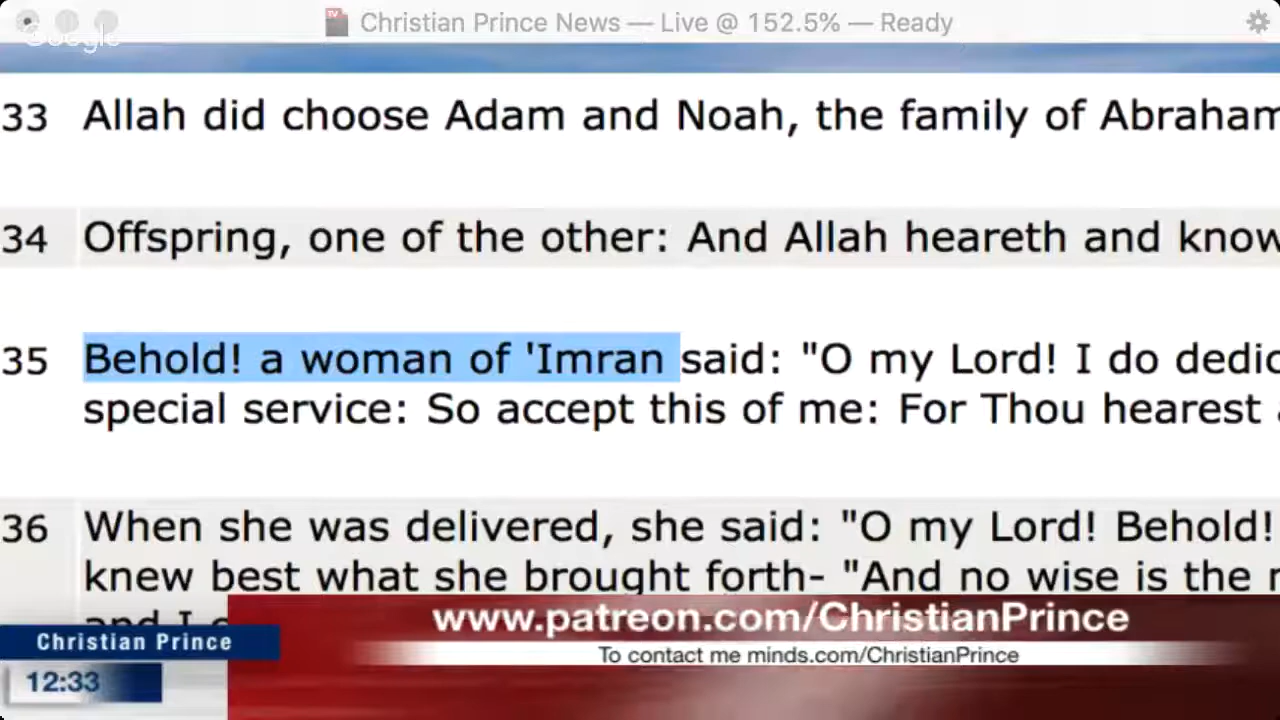 Christian Prince News — Live @ 152.5% — Ready
Google
33 Allah did choose Adam and Noah, the family of Abraham
34 Offspring, one of the other: And Allah heareth and know
35 Behold! a woman of 'Imran said: "O my Lord! I do dedic
special service: So accept this of me: For Thou hearest
36 When she was delivered, she said: "O my Lord! Behold!
knew best what she brought forth- "And no wise is the
and I
www.patreon.com/ChristianPrince
Christian Prince
To contact me minds.com/ChristianPrince
12:33